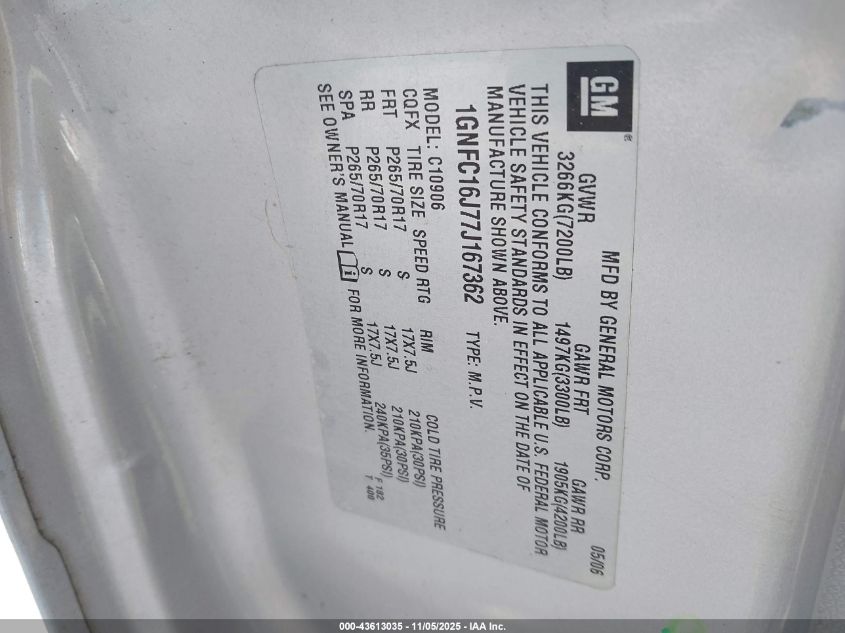 GM ®
MFD BY GENERAL MOTORS CORP. 05/06
GVWR GAWR FRT GAWR RR
3266KG(7200LB) 1497KG(3300LB) 1905KG(4200LB)
THIS VEHICLE CONFORMS TO ALL APPLICABLE U.S. FEDERAL MOTOR
VEHICLE SAFETY STANDARDS IN EFFECT ON THE DATE OF
MANUFACTURE SHOWN ABOVE.
1GNFC16J77J167362 TYPE: M.P.V.
MODEL: C10906
CQFX TIRE SIZE SPEED RTG RIM COLD TIRE PRESSURE
FRT P265/70R17 S 17X7.5J 210KPA(30PSI)
RR P265/70R17 S 17X7.5J 210KPA(30PSI)
SPA P265/70R17 S 17X7.5J 240KPA(35PSI)
SEE OWNER'S MANUAL i FOR MORE INFORMATION.
F 182
T 400
000-43613035 - 11/05/2025 - IAA Inc.